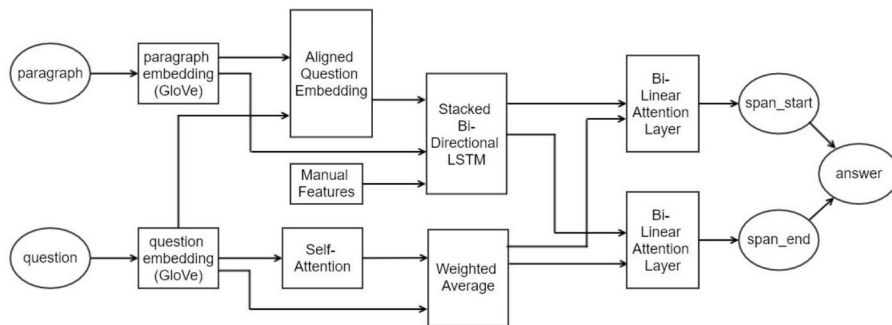 paragraph
paragraph
embedding
(GloVe)
Aligned
Question
Embedding
Stacked
Bi-
Directional
LSTM
Manual
Features
Bi-
Linear
Attention
Layer
span_start
answer
question
question
embedding
(GloVe)
Self-
Attention
Weighted
Average
Bi-
Linear
Attention
Layer
span_end